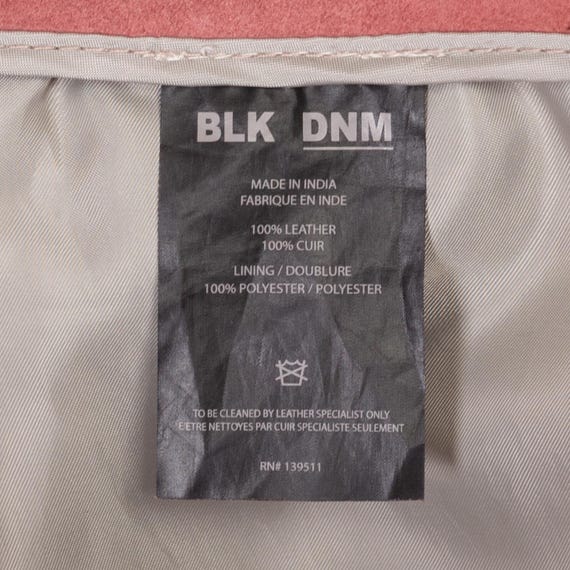 BLK DNM
MADE IN INDIA
FABRIQUE EN INDE
100% LEATHER
100% CUIR
LINING / DOUBLURE
100% POLYESTER / POLYESTER
TO BE CLEANED BY LEATHER SPECIALIST ONLY
E ETRE NETTOYES PAR CUIR SPECIALISTE SEULEMENT
RN# 139511